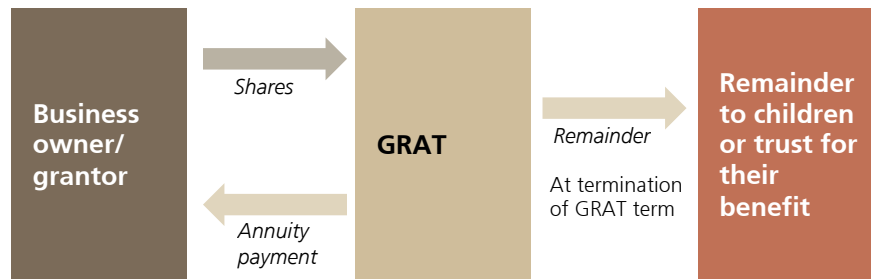 Business
owner/
grantor
Shares
Annuity
payment
GRAT
Remainder
At termination
of GRAT term
Remainder
to children
or trust for
their
benefit